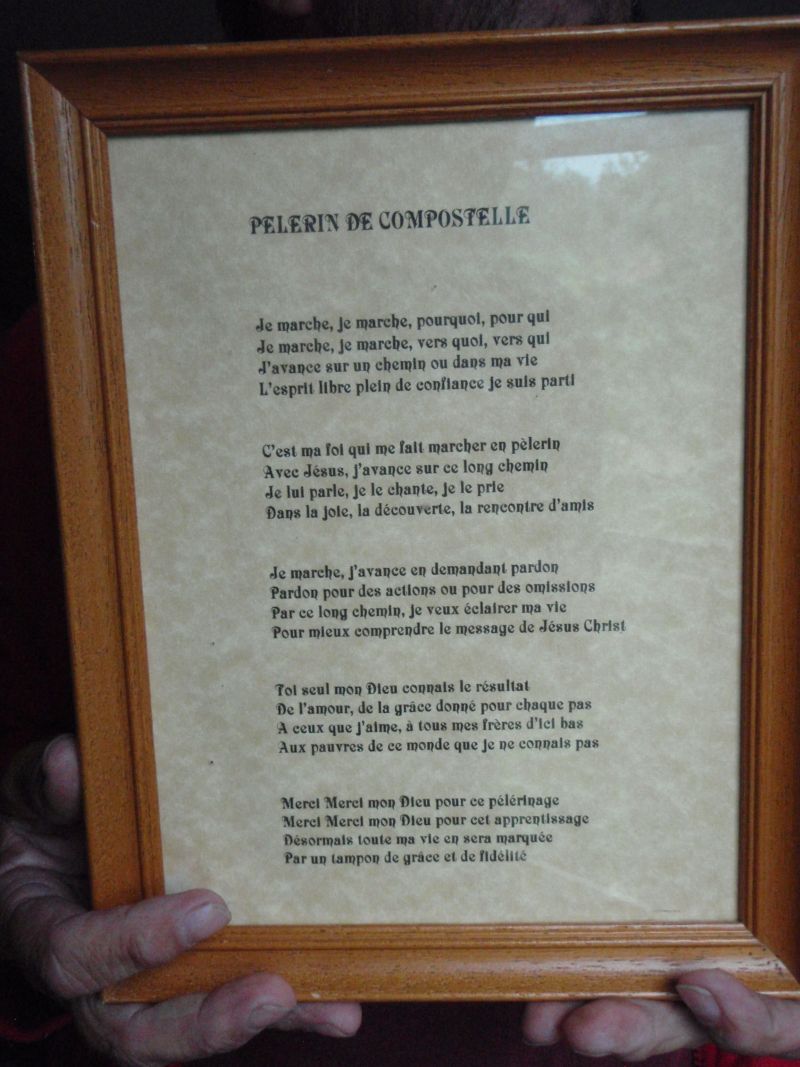 PELERIN DE COMPOSTELLE
Je marche, je marche, pourquoi, pour qui
Je marche, je marche, vers quoi, vers qui
J'avance sur un chemin ou dans ma vie
L'esprit libre plein de confiance je suis parti
C'est ma foi qui me fait marcher en pèlerin
Avec Jésus, j'avance sur ce long chemin
Je lui parle, je le chante, je le prie
Dans la joie, la découverte, la rencontre d'amis
Je marche, j'avance en demandant pardon
Pardon pour des actions ou pour des omissions
Par ce long chemin, je veux éclairer ma vie
Pour mieux comprendre le message de Jésus Christ
Toi seul mon Dieu connais le résultat
De l'amour, de la grâce donné pour chaque pas
A ceux que j'aime, à tous mes frères d'ici bas
Aux pauvres de ce monde que je ne connais pas
Merci Merci mon Dieu pour ce pélérinage
Merci Merci mon Dieu pour cet apprentissage
Désormais toute ma vie en sera marquée
Par un tampon de grâce et de fidélité